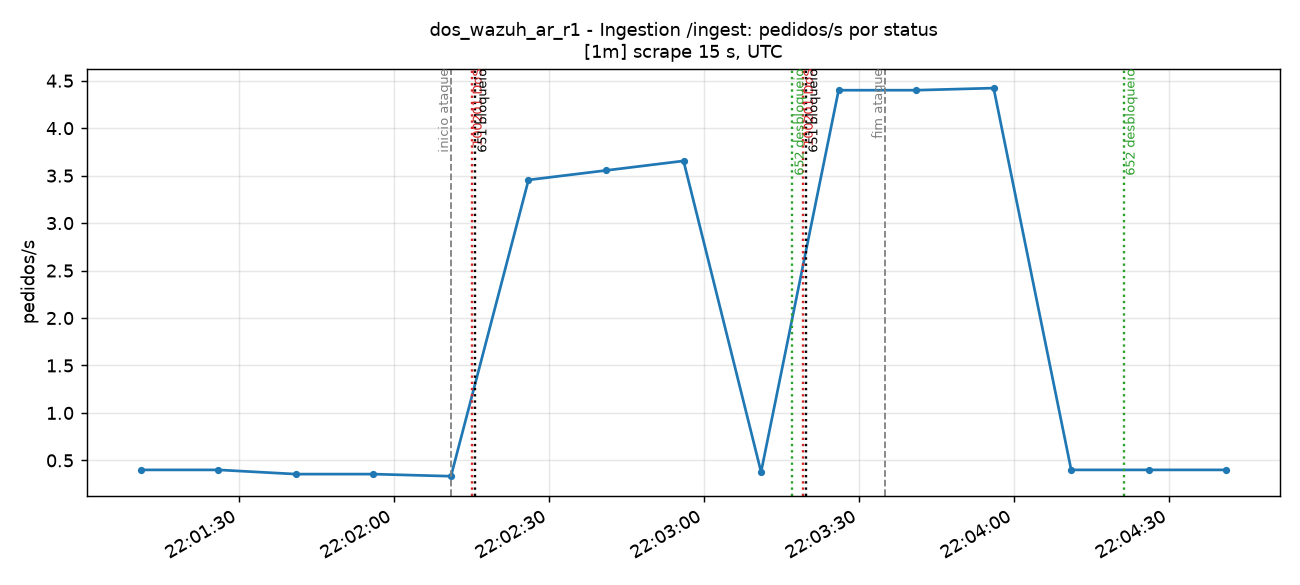 dos_wazuh_ar_r1 - Ingestion /ingest: pedidos/s por status
[1m] scrape 15 s, UTC
pedidos/s
4.5
4.0
3.5
3.0
2.5
2.0
1.5
1.0
0.5
inicio ataque
651 bloqueio
652 desbloqueio
651 bloqueio
fim ataque
652 desbloqueio
22:01:30
22:02:00
22:02:30
22:03:00
22:03:30
22:04:00
22:04:30